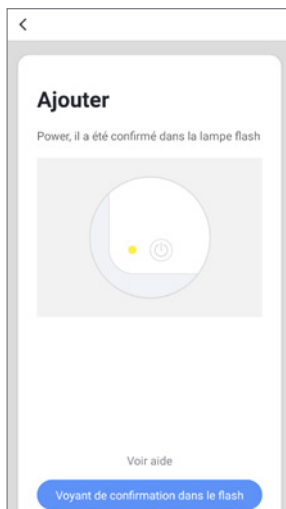 Ajouter
Power, il a été confirmé dans la lampe flash
Voir aide
Voyant de confirmation dans le flash